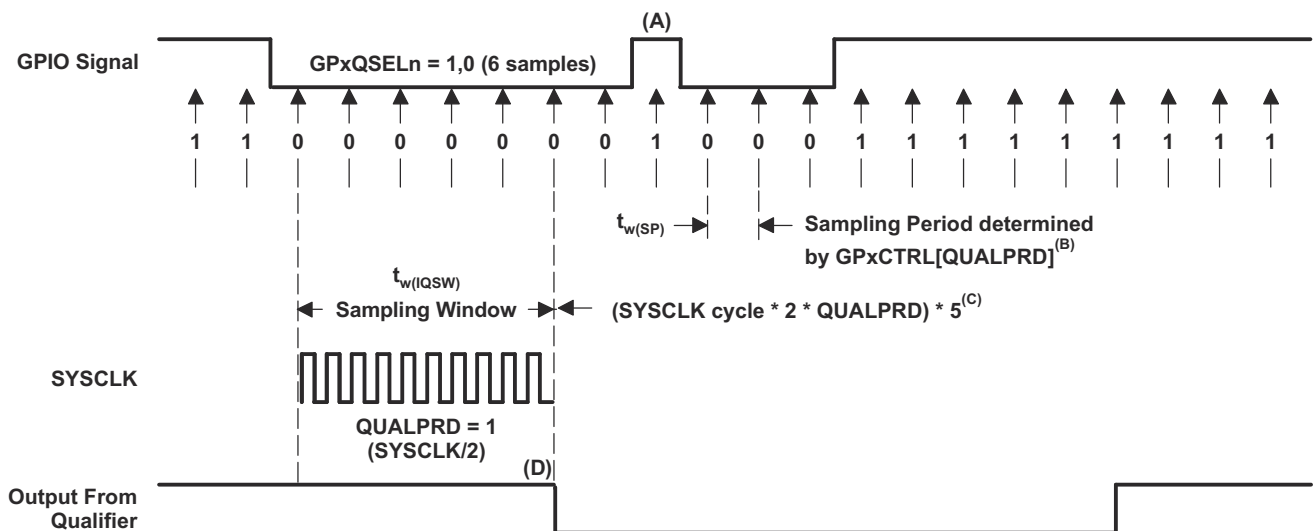 (A)
GPIO Signal
GPxQSELn = 1,0 (6 samples)
1 1 0 0 0 0 0 0 0 1 0 0 0 1 1 1 1 1 1 1 1 1
tw(SP)
Sampling Period determined
by GPxCTRL[QUALPRD](B)
tw(IQSW)
Sampling Window
(SYSCLK cycle * 2 * QUALPRD) * 5(C)
SYSCLK
QUALPRD = 1
(SYSCLK/2)
(D)
Output From
Qualifier